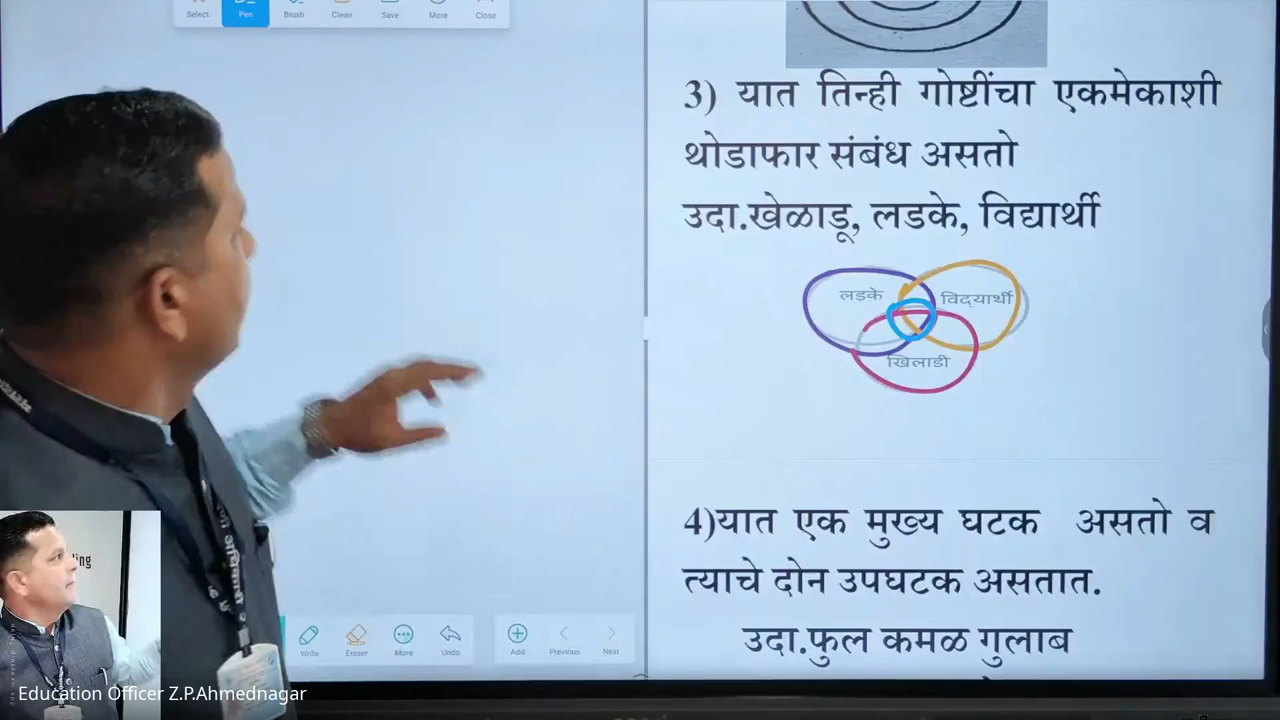 Select Pen Brush Clean Save More Close
3) यात तिन्ही गोष्टींचा एकमेकाशी
थोडाफार संबंध असतो
उदा.खेळाडू, लडके, विद्यार्थी
लडके विद्यार्थी
खिलाडी
4)यात एक मुख्य घटक असतो व
त्याचे दोन उपघटक असतात.
उदा.फुल कमळ गुलाब
Write Eraser More Undo Add Previous Next
Education Officer Z.P.Ahmednagar